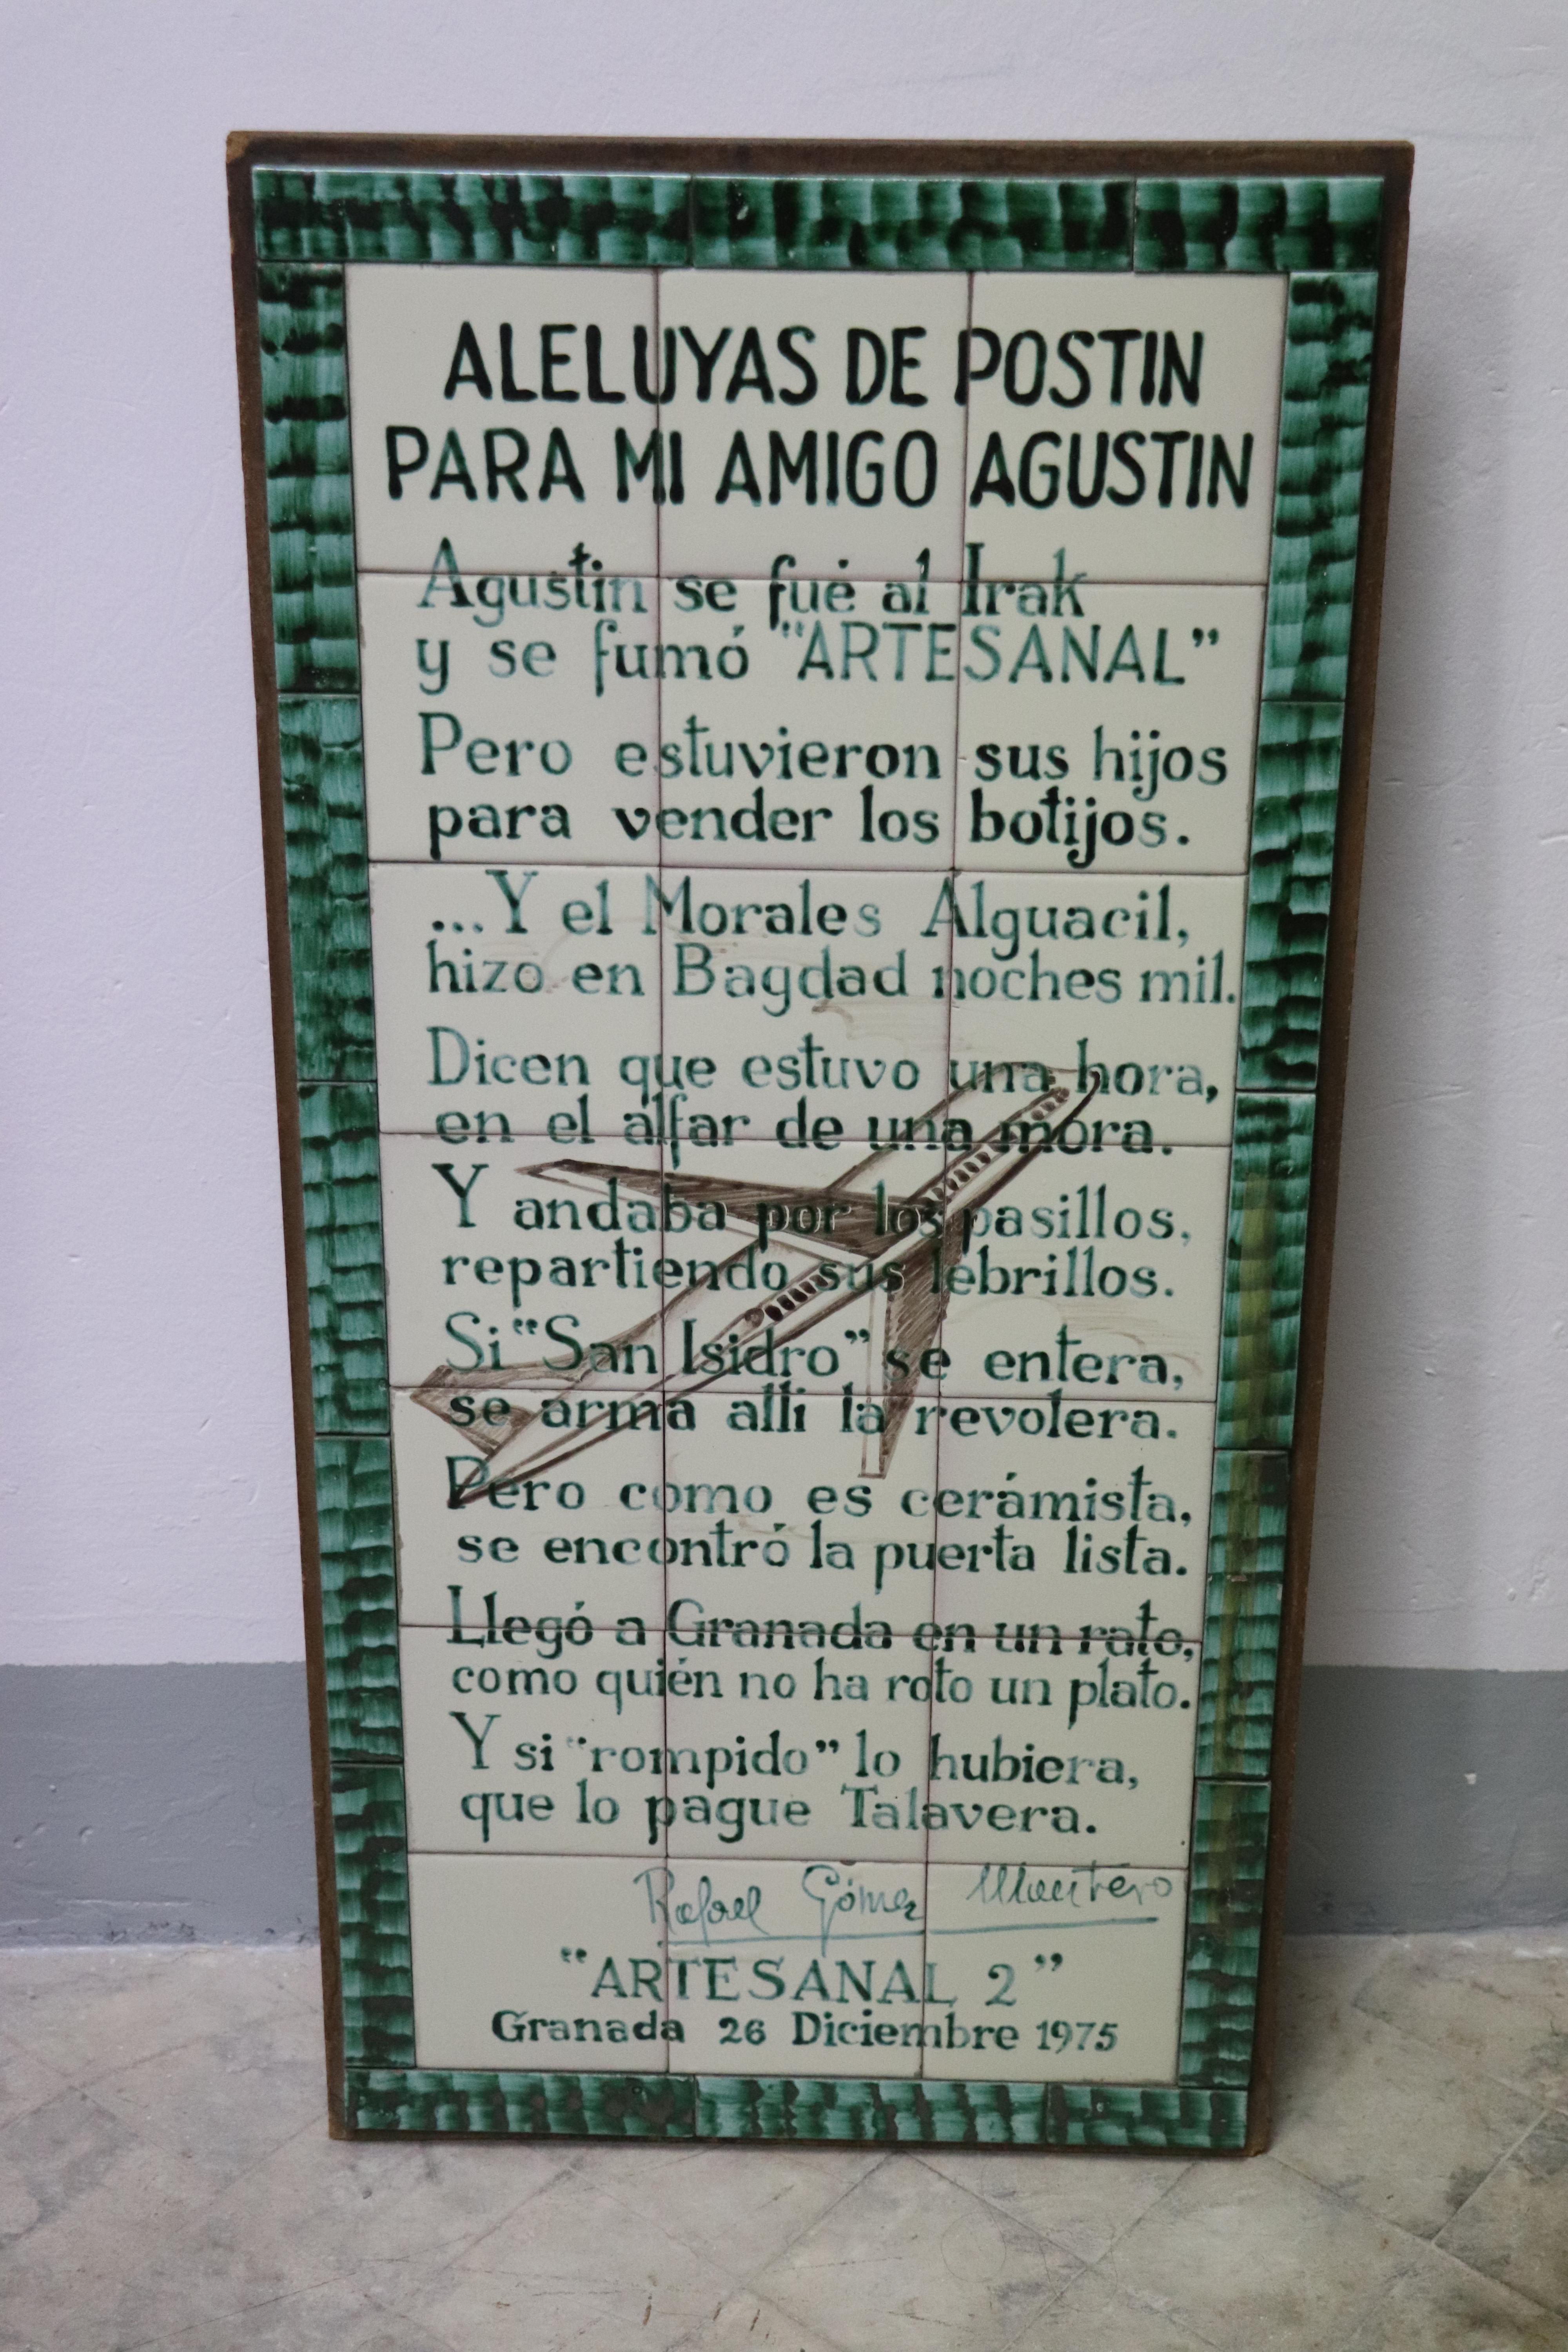 ALELUYAS DE POSTIN
PARA MI AMIGO AGUSTIN
Agustin se fué al Irak
y se fumó "ARTESANAL"
Pero estuvieron sus hijos
para vender los botijos.
...Y el Morales Alguacil,
hizo en Bagdad noches mil.
Dicen que estuvo una hora,
en el alfar de una mora.
Y andaba por los pasillos,
repartiendo sus lebrillos.
Si "San Isidro" se entera,
se arma alli la revolera.
Pero como es cerámista,
se encontró la puerta lista.
Llegó a Granada en un rato,
como quién no ha roto un plato.
Y si "rompido" lo hubiera,
que lo pague Talavera.
Rafael Gómez Montero
"ARTESANAL 2"
Granada 26 Diciembre 1975